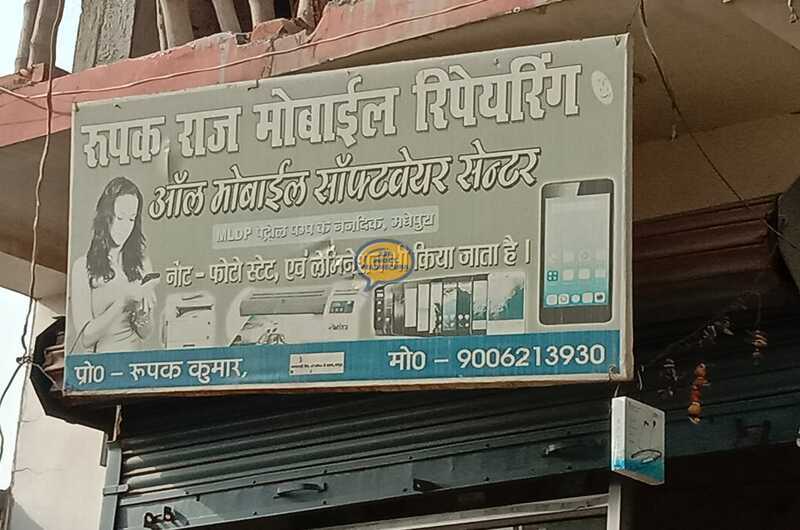 रुपक राज मोबाईल रिपेयरिंग
ऑल मोबाईल सॉफ्टवेयर सेन्टर
MLDP पेट्रोल पम्प के नजदिक, मधेपुरा
नोट - फोटो स्टेट, एवं लेमिनेशन भी किया जाता है।
प्रो० - रूपक कुमार,
मो० - 9006213930